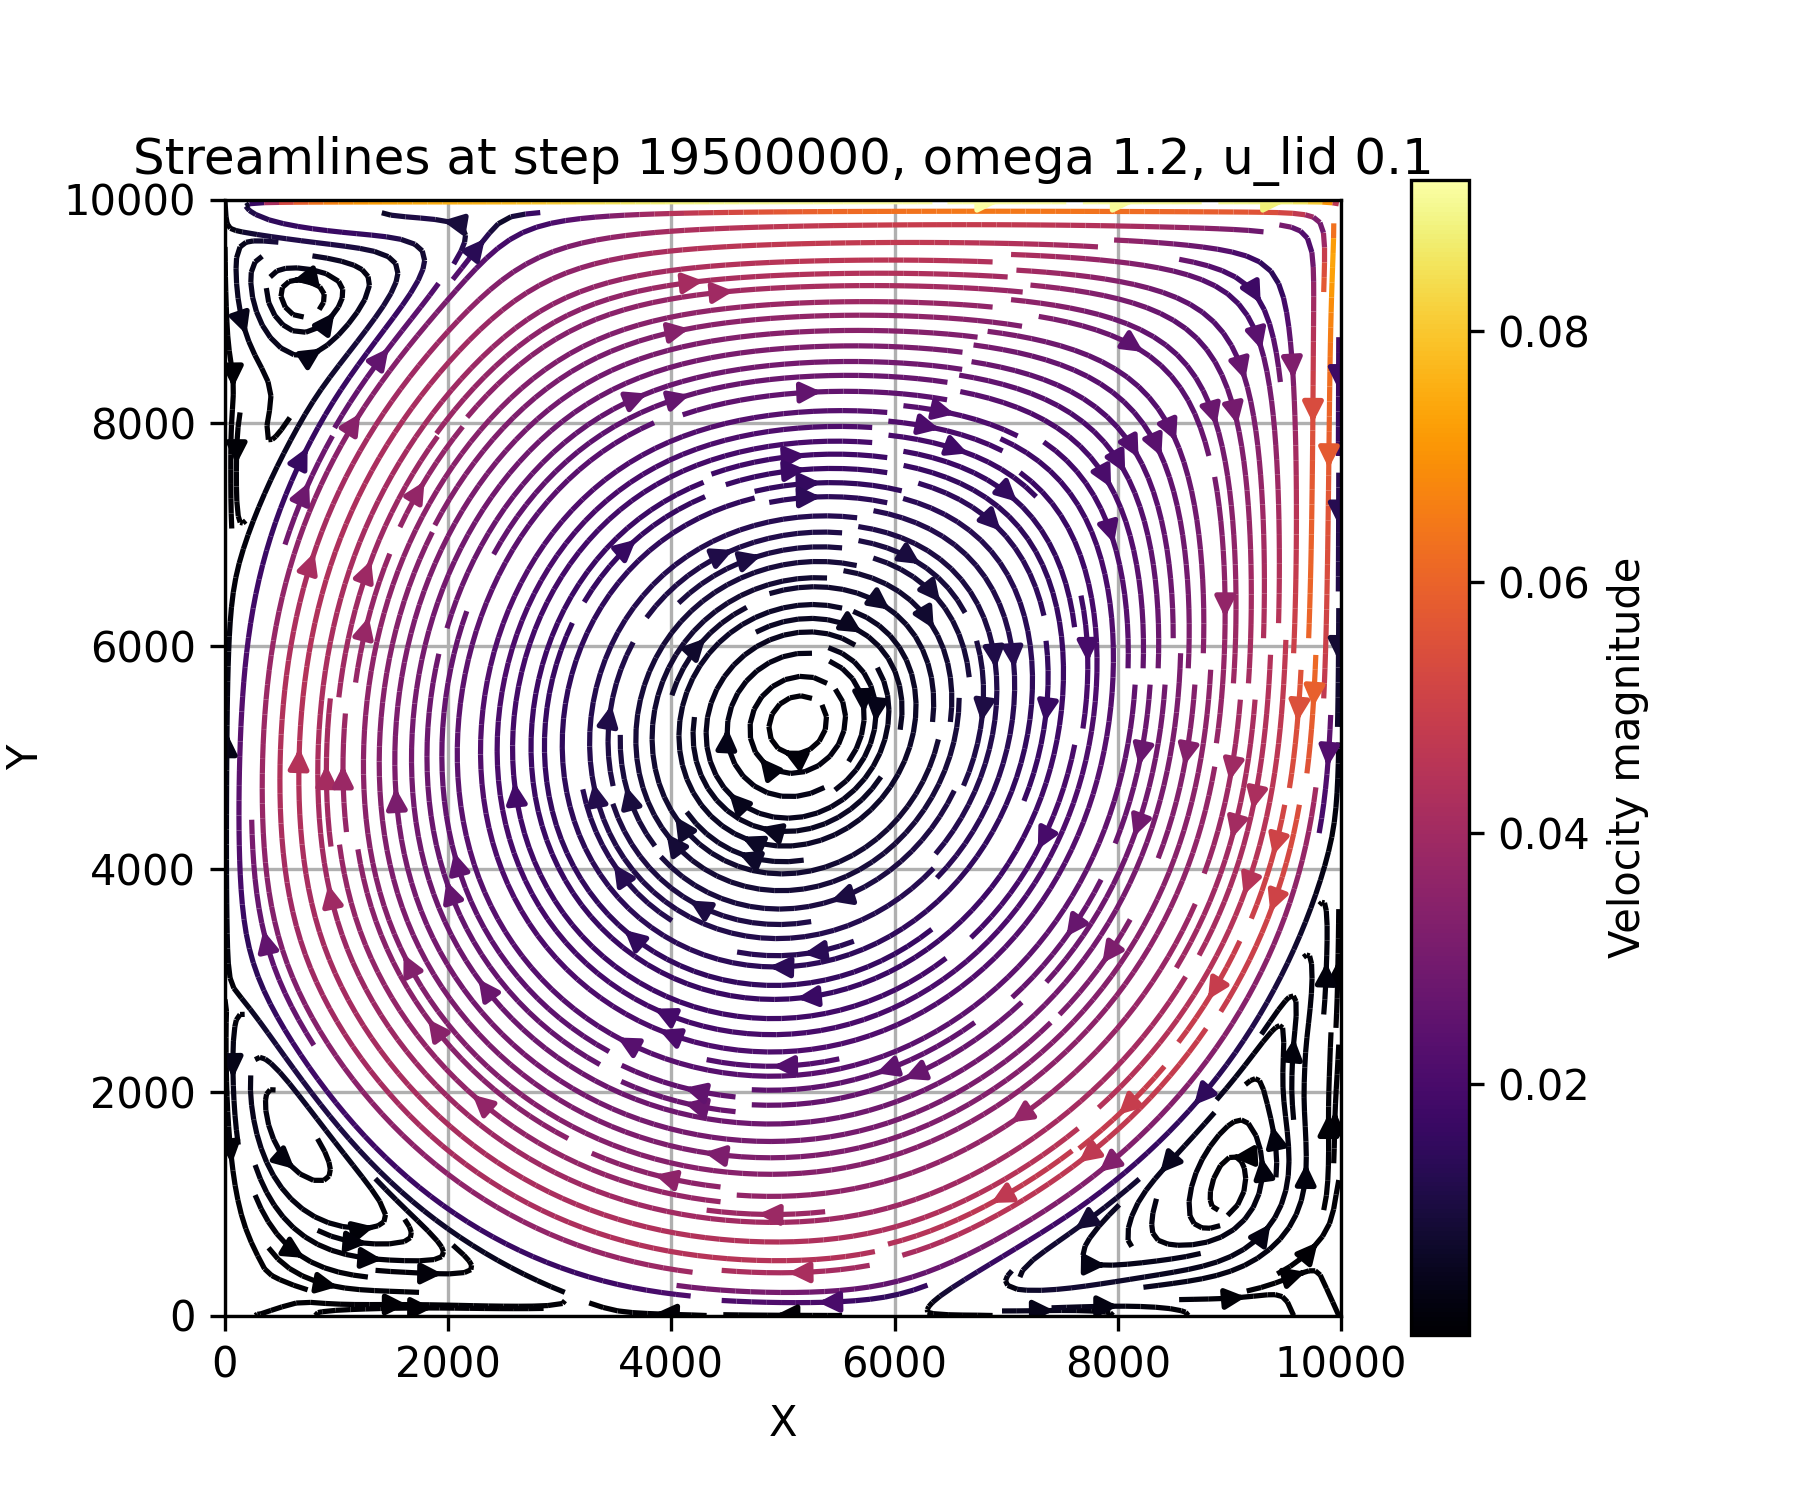 Streamlines at step 19500000, omega 1.2, u_lid 0.1
10000
8000
6000
4000
2000
0
Y
0 2000 4000 6000 8000 10000
X
0.08
0.06
0.04
0.02
Velocity magnitude